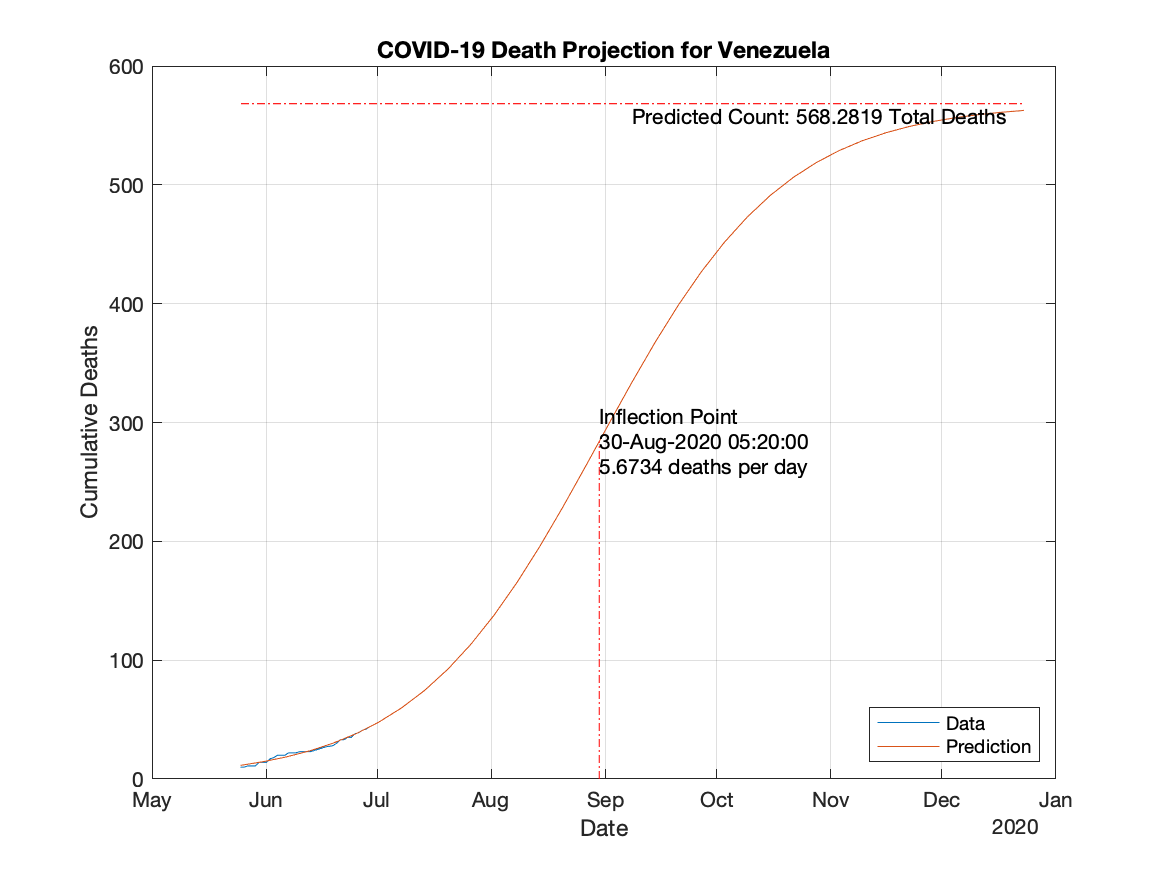 COVID-19 Death Projection for Venezuela
600
Predicted Count: 568.2819 Total Deaths
500
400
300
Inflection Point
30-Aug-2020 05:20:00
5.6734 deaths per day
200
100
0
Cumulative Deaths
Data
Prediction
May Jun Jul Aug Sep Oct Nov Dec Jan
Date
2020